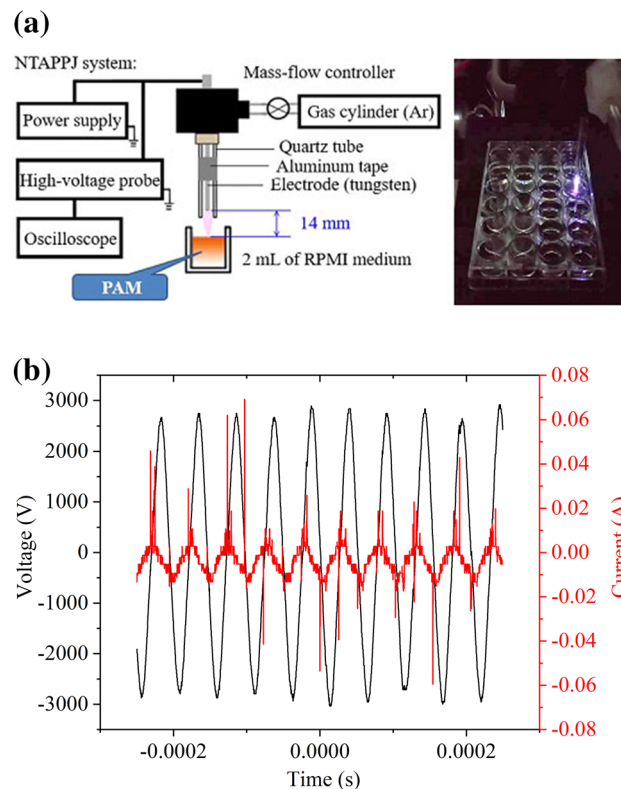 (a)
NTAPPJ system:
Mass-flow controller
Power supply
Gas cylinder (Ar)
Quartz tube
High-voltage probe
Aluminum tape
Electrode (tungsten)
Oscilloscope
14 mm
2 mL of RPMI medium
PAM
(b)
3000
2000
1000
0
-1000
-2000
-3000
Voltage (V)
0.08
0.06
0.04
0.02
0.00
-0.02
-0.04
-0.06
-0.08
Current (A)
-0.0002
0.0000
0.0002
Time (s)